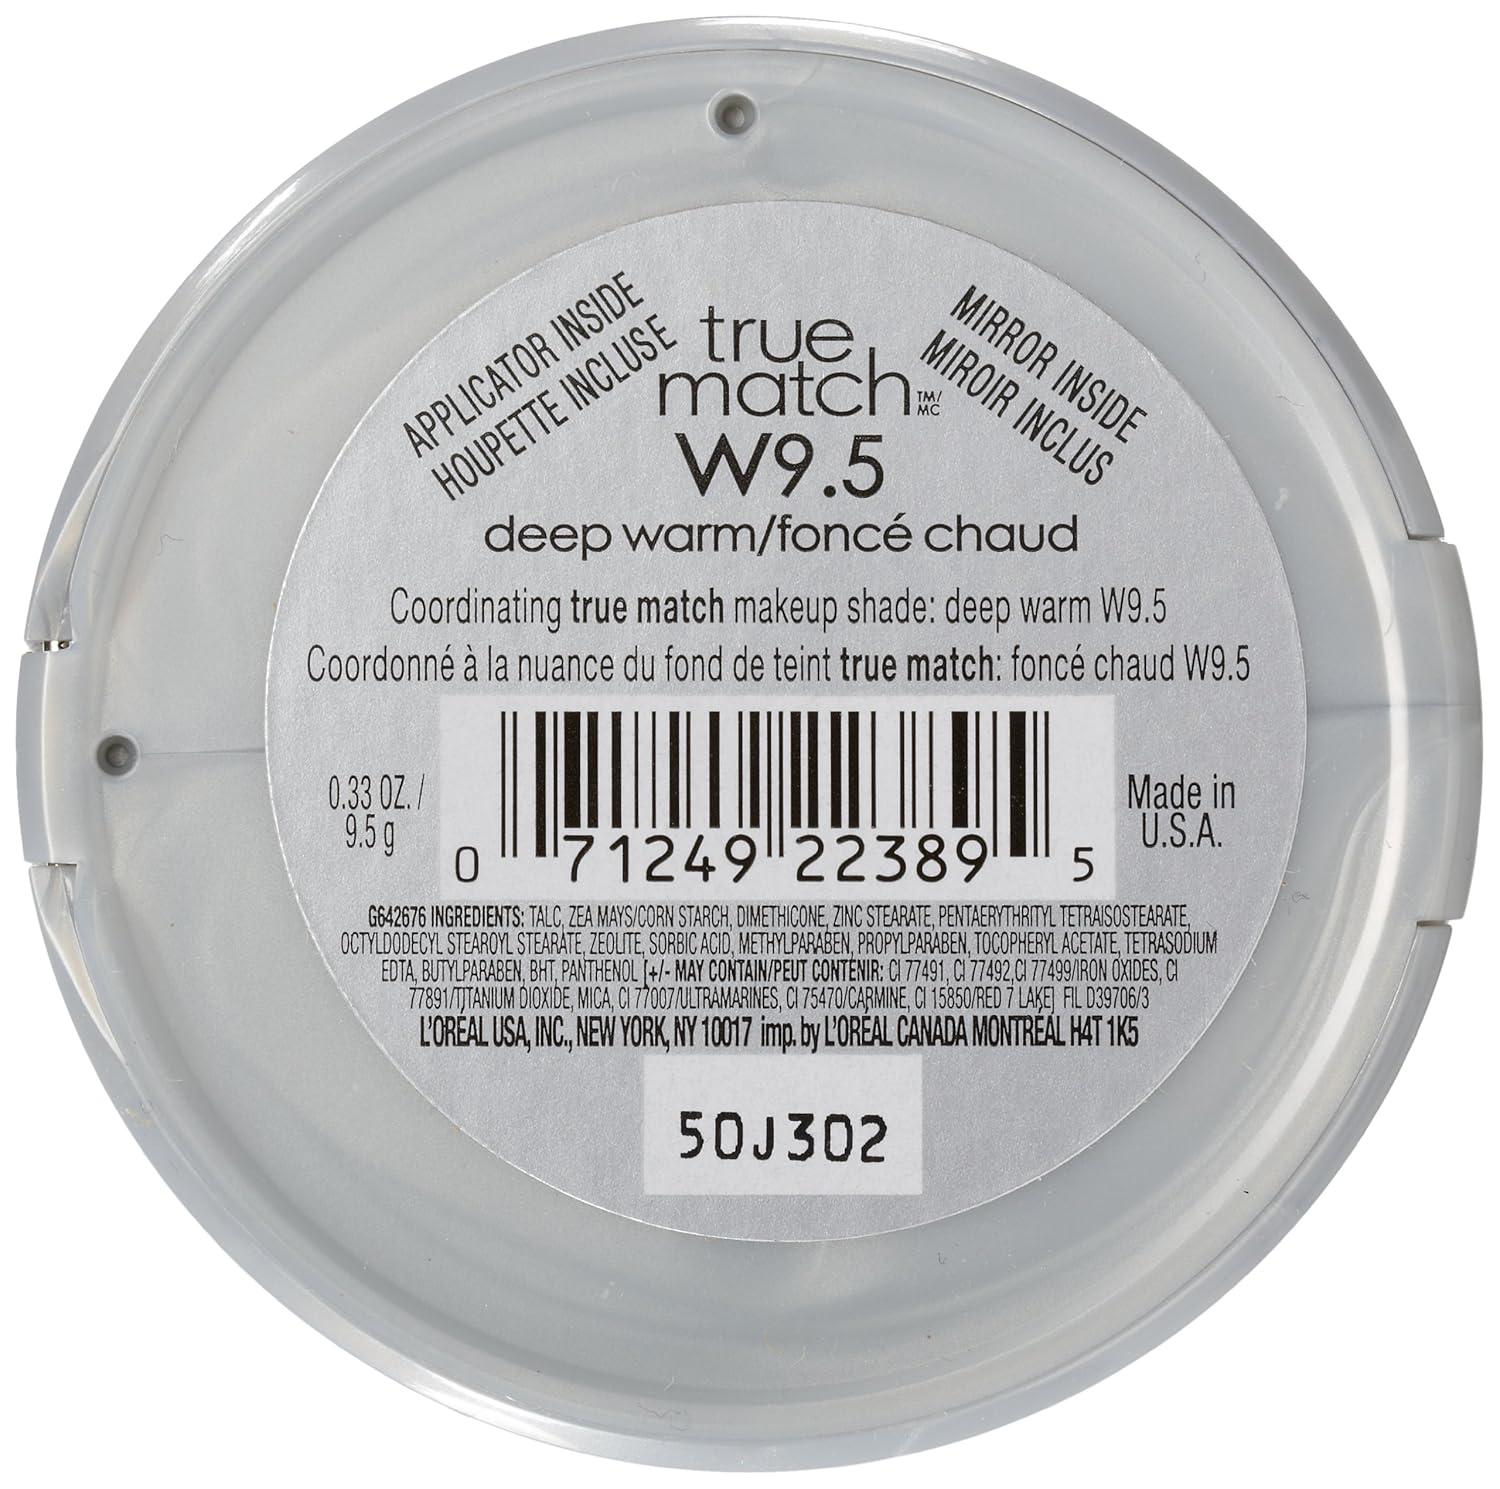 APPLICATOR INSIDE
HOUPETTE INCLUSE
true
match™/MC
MIRROR INSIDE
MIROIR INCLUS
W9.5
deep warm/foncé chaud
Coordinating true match makeup shade: deep warm W9.5
Coordonné à la nuance du fond de teint true match: foncé chaud W9.5
0.33 OZ. /
9.5 g
0 71249 22389 5
Made in
U.S.A.
G642676 INGREDIENTS: TALC, ZEA MAYS/CORN STARCH, DIMETHICONE, ZINC STEARATE, PENTAERYTHRITYL TETRAISOSTEARATE,
OCTYLDODECYL STEAROYL STEARATE, ZEOLITE, SORBIC ACID, METHYLPARABEN, PROPYLPARABEN, TOCOPHERYL ACETATE, TETRASODIUM
EDTA, BUTYLPARABEN, BHT, PANTHENOL [+/- MAY CONTAIN/PEUT CONTENIR: CI 77491, CI 77492,CI 77499/IRON OXIDES, CI
77891/TITANIUM DIOXIDE, MICA, CI 77007/ULTRAMARINES, CI 75470/CARMINE, CI 15850/RED 7 LAKE] FIL D39706/3
L'ORÉAL USA, INC., NEW YORK, NY 10017 imp. by L'ORÉAL CANADA MONTRÉAL H4T 1K5
50J302